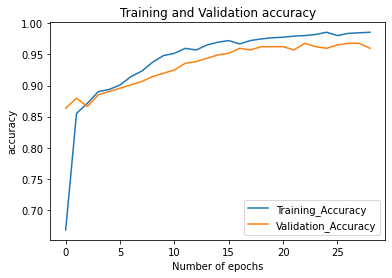 Training and Validation accuracy
1.00
0.95
0.90
0.85
0.80
0.75
0.70
accuracy
0
5
10
15
20
25
Number of epochs
Training_Accuracy
Validation_Accuracy